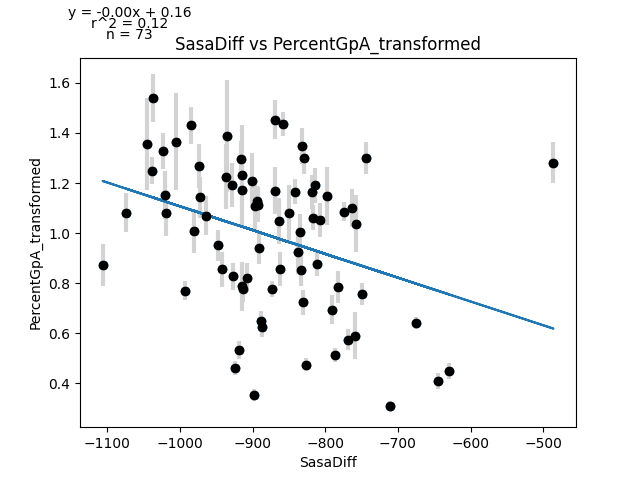 y = -0.00x + 0.16
r^2 = 0.12
n = 73
SasaDiff vs PercentGpA_transformed
PercentGpA_transformed
1.6
1.4
1.2
1.0
0.8
0.6
0.4
−1100 −1000 −900 −800 −700 −600 −500
SasaDiff